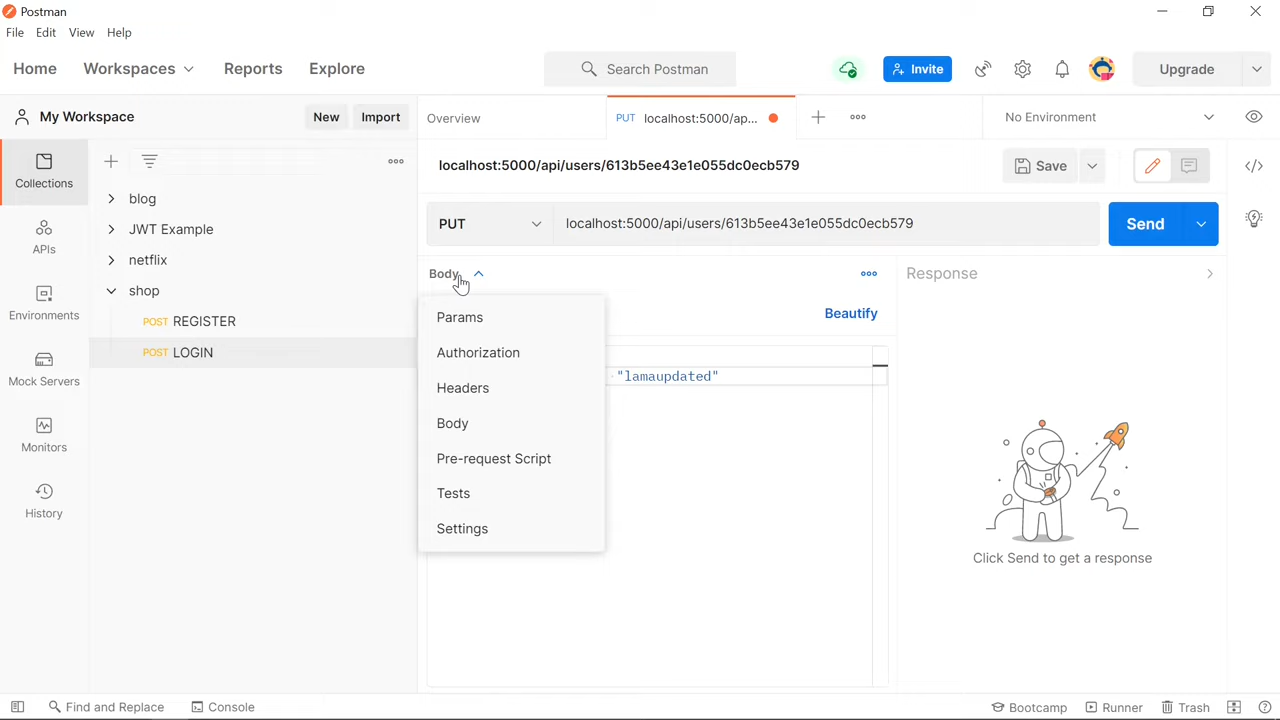 Postman
File Edit View Help
Home Workspaces Reports Explore
Search Postman
Invite
Upgrade
My Workspace
New Import
Overview
PUT localhost:5000/ap...
No Environment
Collections
APIs
Environments
Mock Servers
Monitors
History
blog
JWT Example
netflix
shop
POST REGISTER
POST LOGIN
localhost:5000/api/users/613b5ee43e1e055dc0ecb579
Save
PUT
localhost:5000/api/users/613b5ee43e1e055dc0ecb579
Send
Body
Params
Authorization
Headers
Body
Pre-request Script
Tests
Settings
Beautify
"lamaupdated"
Response
Click Send to get a response
Find and Replace
Console
Bootcamp
Runner
Trash